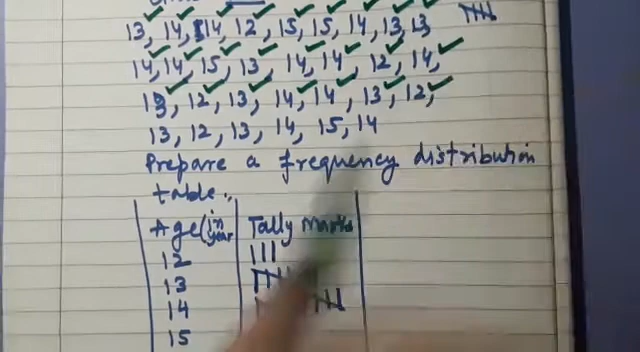 13, 14, 14, 12, 15, 15, 14, 13, 13,
14, 14, 15, 13, 14, 14, 12, 14,
13, 12, 13, 14, 14, 13, 12,
13, 12, 13, 14, 15, 14
Prepare a frequency distribution
table.
Age (in year Tally Marks
12 |||
13
14
15